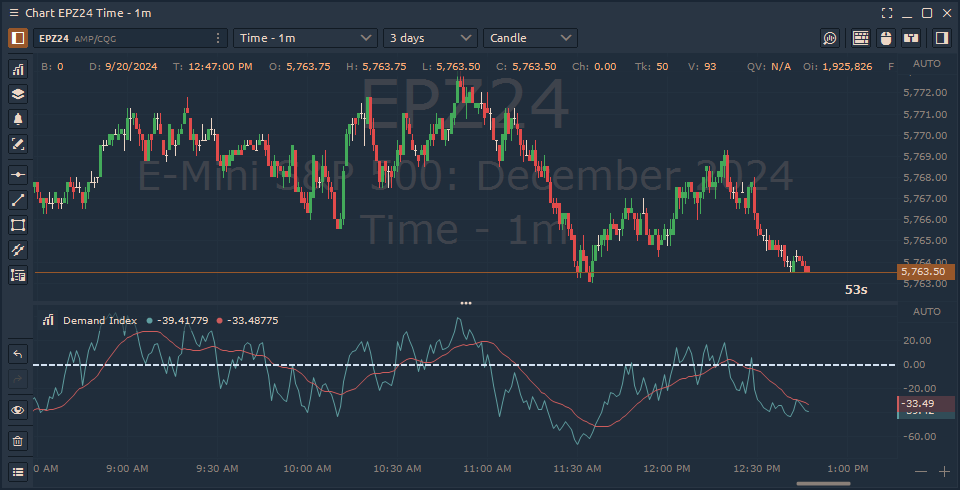 Chart EPZ24 Time - 1m
EPZ24 AMP/CQG
Time - 1m
3 days
Candle
B: 0 D: 9/20/2024 T: 12:47:00 PM O: 5,763.75 H: 5,763.75 L: 5,763.50 C: 5,763.50 Ch: 0.00 Tk: 50 V: 93 QV: N/A Oi: 1,925,826 F
AUTO
EPZ24
E-Mini S&P 500: December 2024
Time - 1m
5,772.00
5,771.00
5,770.00
5,769.00
5,768.00
5,767.00
5,766.00
5,765.00
5,764.00
5,763.50
5,763.00
53s
Demand Index -39.41779 -33.48775
AUTO
20.00
0.00
-20.00
-33.49
-60.00
0 AM 9:00 AM 9:30 AM 10:00 AM 10:30 AM 11:00 AM 11:30 AM 12:00 PM 12:30 PM 1:00 PM